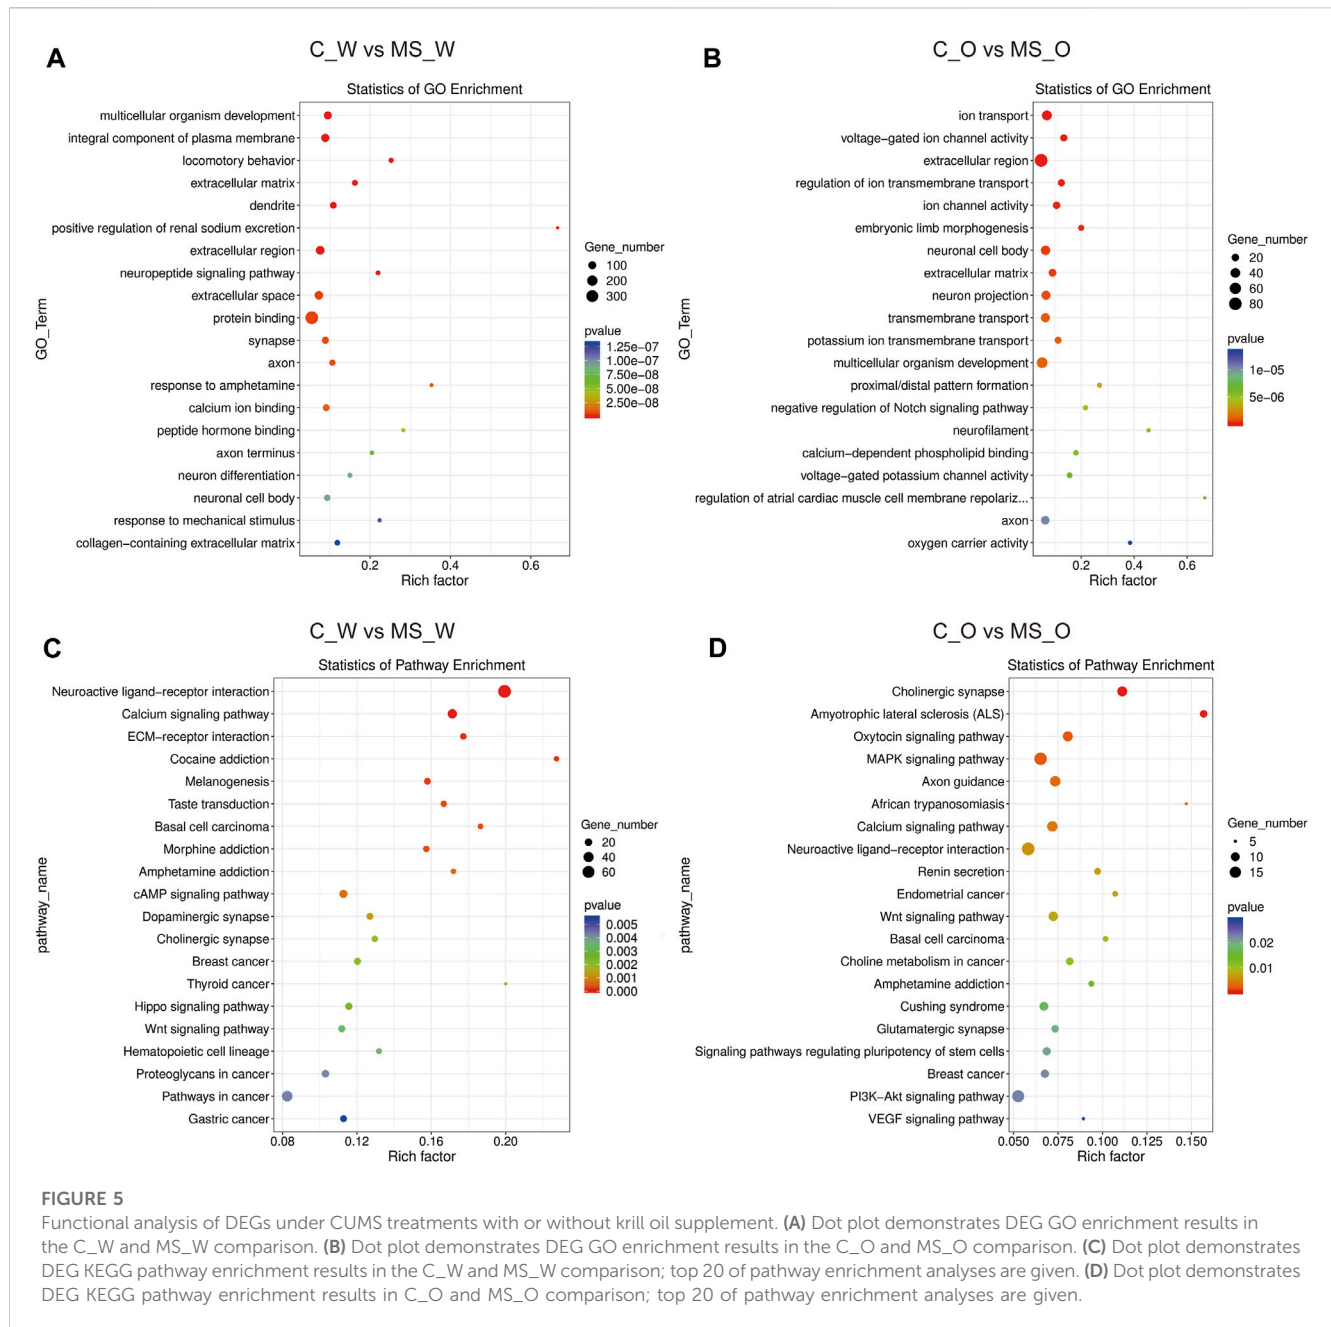 A
C_W vs MS_W
Statistics of GO Enrichment
multicellular organism development
integral component of plasma membrane
locomotory behavior
extracellular matrix
dendrite
positive regulation of renal sodium excretion
extracellular region
neuropeptide signaling pathway
extracellular space
protein binding
synapse
axon
response to amphetamine
calcium ion binding
peptide hormone binding
axon terminus
neuron differentiation
neuronal cell body
response to mechanical stimulus
collagen−containing extracellular matrix
GO_Term
0.2 0.4 0.6
Rich factor
Gene_number
100
200
300
pvalue
1.25e−07
1.00e−07
7.50e−08
5.00e−08
2.50e−08
B
C_O vs MS_O
Statistics of GO Enrichment
ion transport
voltage−gated ion channel activity
extracellular region
regulation of ion transmembrane transport
ion channel activity
embryonic limb morphogenesis
neuronal cell body
extracellular matrix
neuron projection
transmembrane transport
potassium ion transmembrane transport
multicellular organism development
proximal/distal pattern formation
negative regulation of Notch signaling pathway
neurofilament
calcium−dependent phospholipid binding
voltage−gated potassium channel activity
regulation of atrial cardiac muscle cell membrane repolariz...
axon
oxygen carrier activity
GO_Term
0.2 0.4 0.6
Rich factor
Gene_number
20
40
60
80
pvalue
1e−05
5e−06
C
C_W vs MS_W
Statistics of Pathway Enrichment
Neuroactive ligand−receptor interaction
Calcium signaling pathway
ECM−receptor interaction
Cocaine addiction
Melanogenesis
Taste transduction
Basal cell carcinoma
Morphine addiction
Amphetamine addiction
cAMP signaling pathway
Dopaminergic synapse
Cholinergic synapse
Breast cancer
Thyroid cancer
Hippo signaling pathway
Wnt signaling pathway
Hematopoietic cell lineage
Proteoglycans in cancer
Pathways in cancer
Gastric cancer
pathway_name
0.08 0.12 0.16 0.20
Rich factor
Gene_number
20
40
60
pvalue
0.005
0.004
0.003
0.002
0.001
0.000
D
C_O vs MS_O
Statistics of Pathway Enrichment
Cholinergic synapse
Amyotrophic lateral sclerosis (ALS)
Oxytocin signaling pathway
MAPK signaling pathway
Axon guidance
African trypanosomiasis
Calcium signaling pathway
Neuroactive ligand−receptor interaction
Renin secretion
Endometrial cancer
Wnt signaling pathway
Basal cell carcinoma
Choline metabolism in cancer
Amphetamine addiction
Cushing syndrome
Glutamatergic synapse
Signaling pathways regulating pluripotency of stem cells
Breast cancer
PI3K−Akt signaling pathway
VEGF signaling pathway
pathway_name
0.050 0.075 0.100 0.125 0.150
Rich factor
Gene_number
5
10
15
pvalue
0.02
0.01
FIGURE 5
Functional analysis of DEGs under CUMS treatments with or without krill oil supplement. (A) Dot plot demonstrates DEG GO enrichment results in
the C_W and MS_W comparison. (B) Dot plot demonstrates DEG GO enrichment results in the C_O and MS_O comparison. (C) Dot plot demonstrates
DEG KEGG pathway enrichment results in the C_W and MS_W comparison; top 20 of pathway enrichment analyses are given. (D) Dot plot demonstrates
DEG KEGG pathway enrichment results in C_O and MS_O comparison; top 20 of pathway enrichment analyses are given.